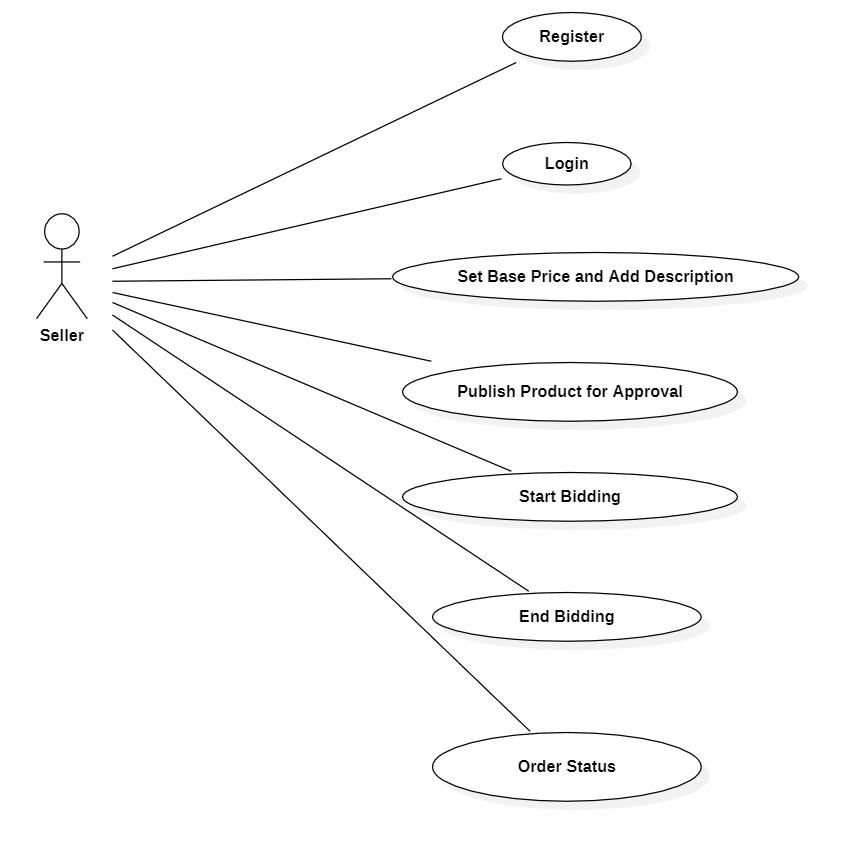 Register
Login
Set Base Price and Add Description
Seller
Publish Product for Approval
Start Bidding
End Bidding
Order Status